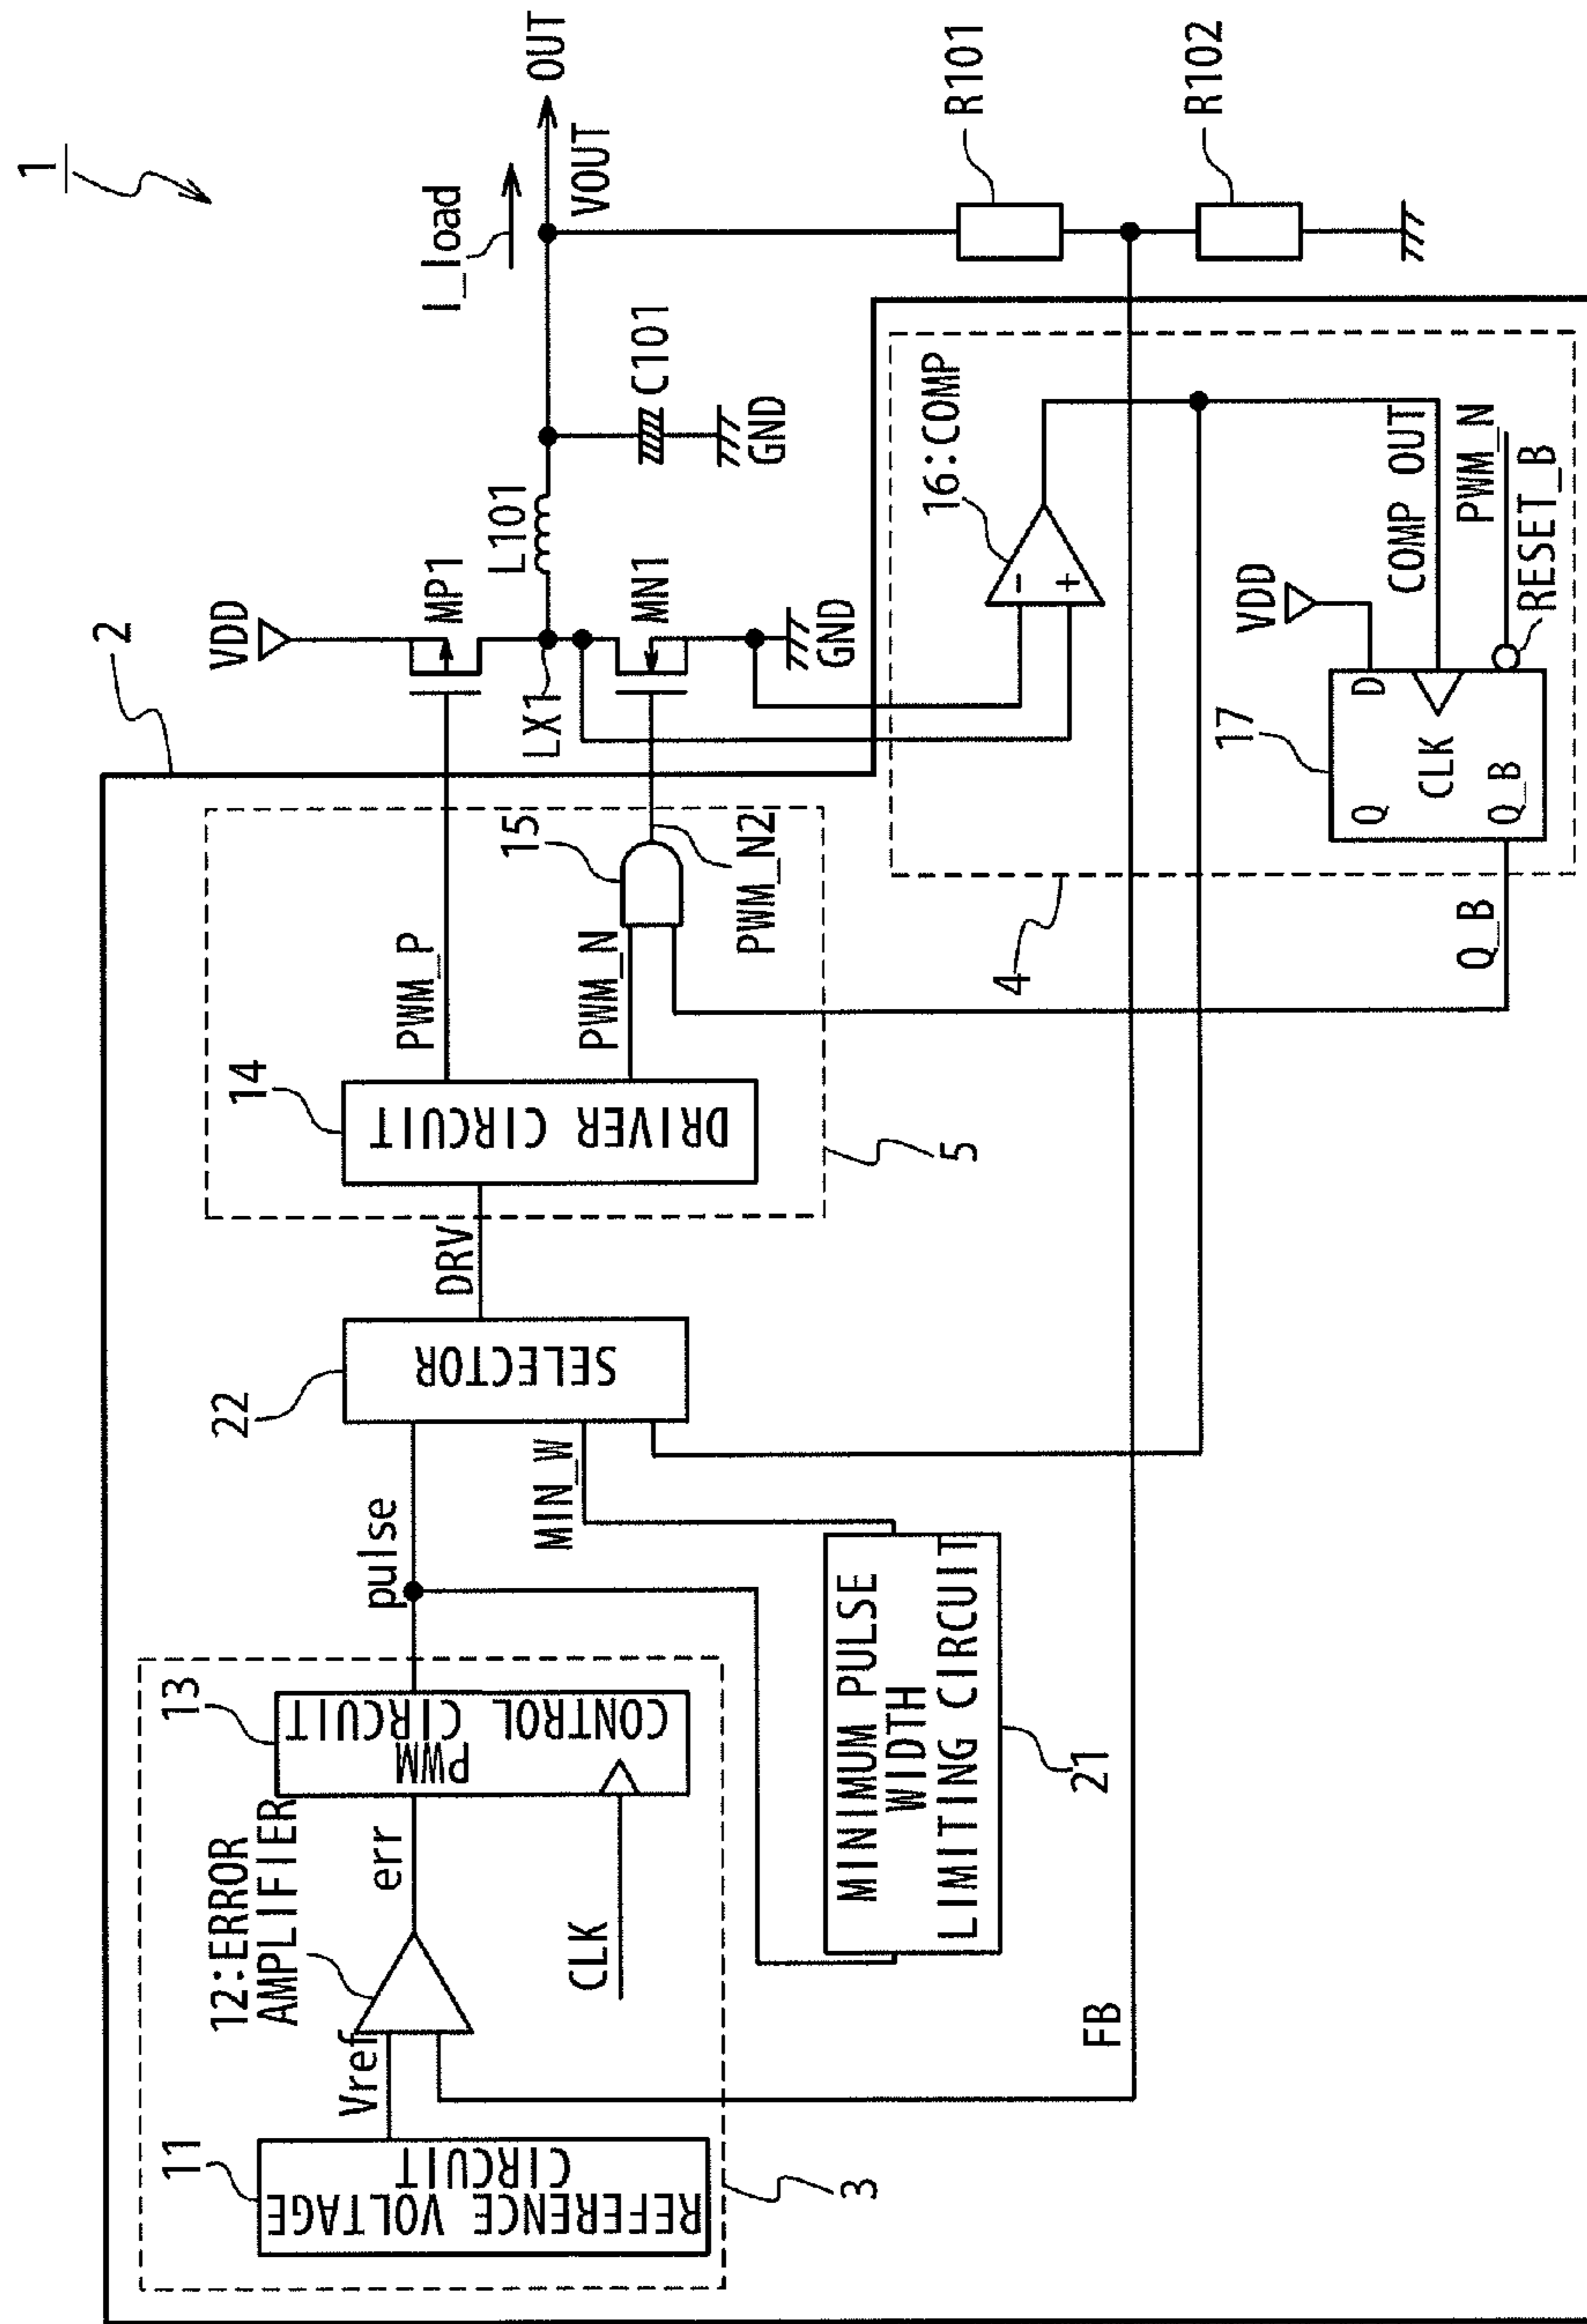 1
2
VDD
MP1
LX1
L101
I_load
OUT
VOUT
C101
GND
MN1
GND
R101
R102
11
REFERENCE VOLTAGE
CIRCUIT
Vref
12:ERROR
AMPLIFIER
err
CLK
13
PWM
CONTROL CIRCUIT
3
pulse
MIN_W
MINIMUM PULSE
WIDTH
LIMITING CIRCUIT
21
22
SELECTOR
DRV
14
DRIVER CIRCUIT
PWM_P
PWM_N
15
PWM_N2
5
FB
4
16:COMP
COMP OUT
VDD
17
D
Q
CLK
Q_B
PWM_N
RESET_B
Q_B